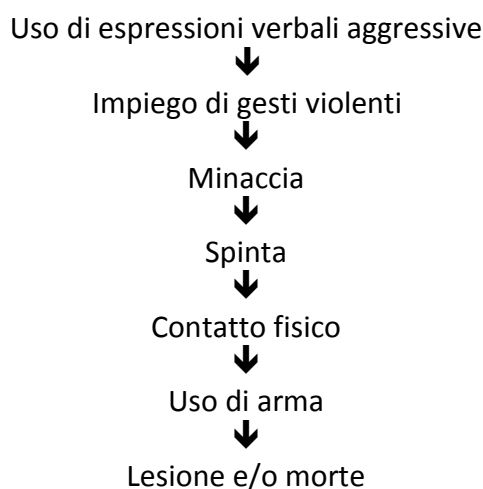 Uso di espressioni verbali aggressive
Impiego di gesti violenti
Minaccia
Spinta
Contatto fisico
Uso di arma
Lesione e/o morte